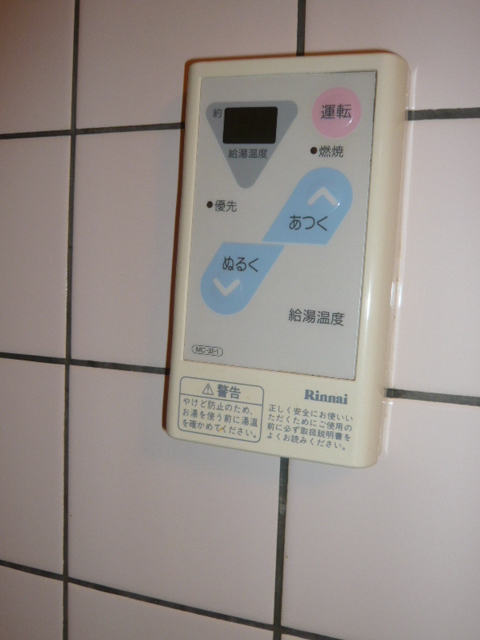 運転
約
給湯温度
●燃焼
●優先
あつく
ぬるく
給湯温度
MC-31-1
⚠警告
やけど防止のため、
お湯を使う前に湯温
を確かめてください。
Rinnai
正しく安全にお使いい
ただくためにご使用の
前に必ず取扱説明書を
よくお読みください。